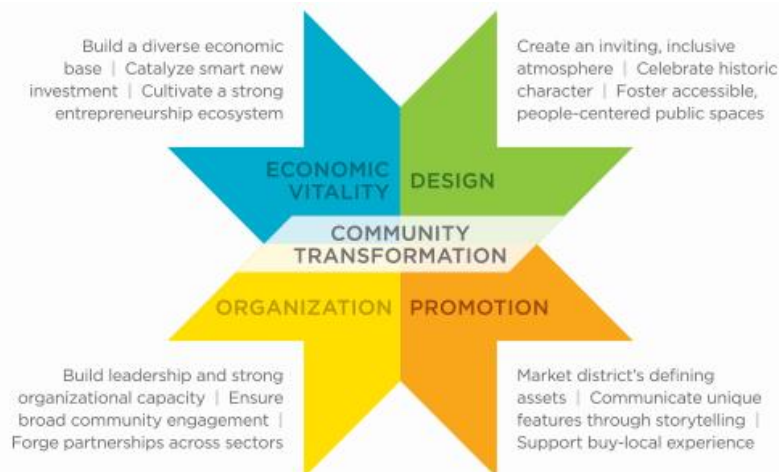 Build a diverse economic
base | Catalyze smart new
investment | Cultivate a strong
entrepreneurship ecosystem
Create an inviting, inclusive
atmosphere | Celebrate historic
character | Foster accessible,
people-centered public spaces
ECONOMIC
VITALITY
DESIGN
COMMUNITY
TRANSFORMATION
ORGANIZATION
PROMOTION
Build leadership and strong
organizational capacity | Ensure
broad community engagement |
Forge partnerships across sectors
Market district's defining
assets | Communicate unique
features through storytelling |
Support buy-local experience